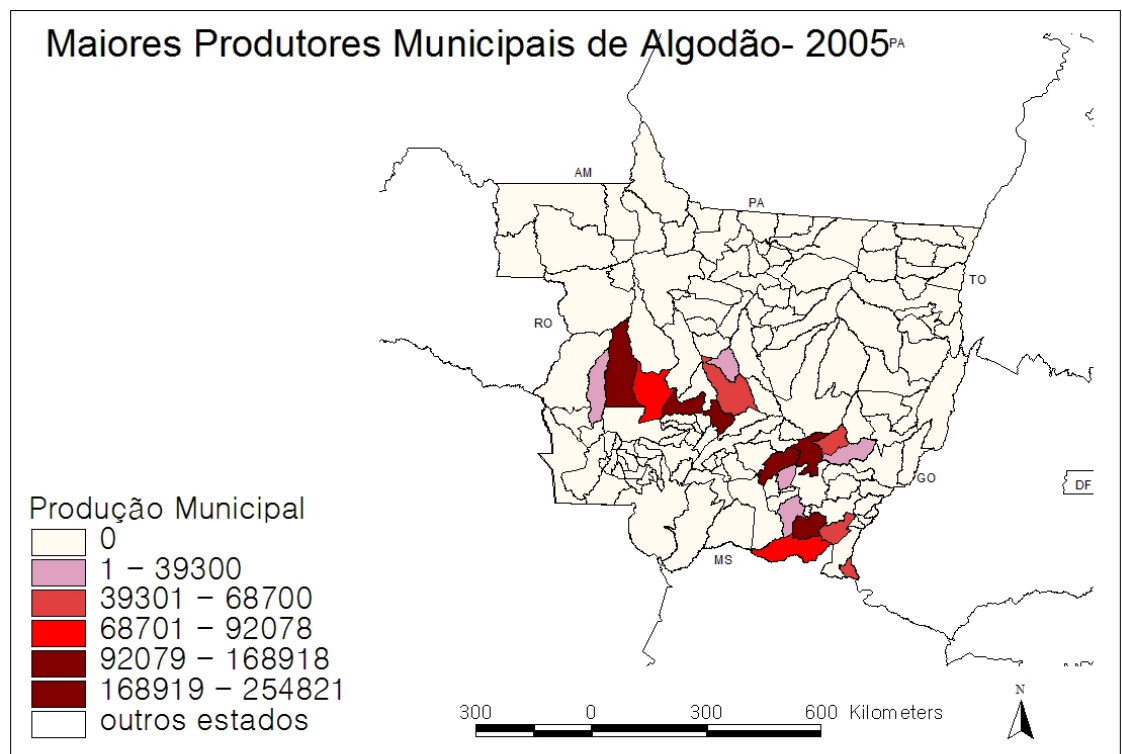 Maiores Produtores Municipais de Algodão- 2005
PA
AM
PA
TO
RO
GO
DF
MS
Produção Municipal
0
1 – 39300
39301 – 68700
68701 – 92078
92079 – 168918
168919 – 254821
outros estados
300 0 300 600 Kilometers
N